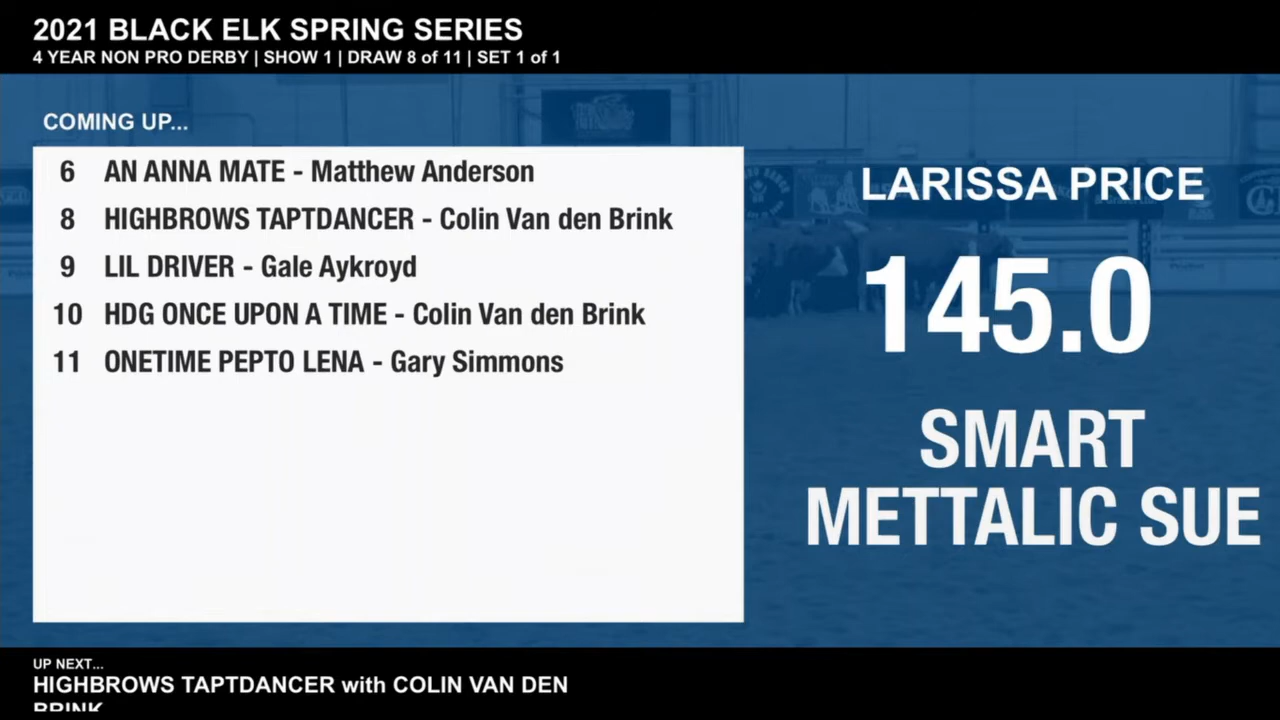 2021 BLACK ELK SPRING SERIES
4 YEAR NON PRO DERBY | SHOW 1 | DRAW 8 of 11 | SET 1 of 1
COMING UP...
6 AN ANNA MATE - Matthew Anderson
8 HIGHBROWS TAPTDANCER - Colin Van den Brink
9 LIL DRIVER - Gale Aykroyd
10 HDG ONCE UPON A TIME - Colin Van den Brink
11 ONETIME PEPTO LENA - Gary Simmons
LARISSA PRICE
145.0
SMART
METTALIC SUE
UP NEXT...
HIGHBROWS TAPTDANCER with COLIN VAN DEN
BRINK